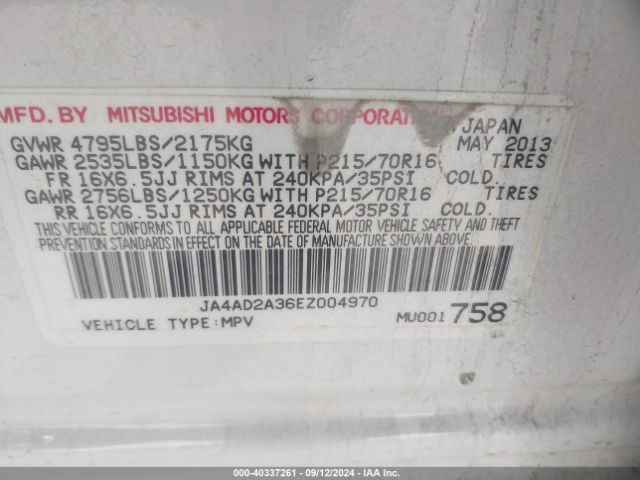 MFD. BY MITSUBISHI MOTORS CORPORATION JAPAN
GVWR 4795LBS/2175KG MAY 2013
GAWR 2535LBS/1150KG WITH P215/70R16 TIRES
FR 16X6.5JJ RIMS AT 240KPA/35PSI COLD.
GAWR 2756LBS/1250KG WITH P215/70R16 TIRES
RR 16X6.5JJ RIMS AT 240KPA/35PSI COLD.
THIS VEHICLE CONFORMS TO ALL APPLICABLE FEDERAL MOTOR VEHICLE SAFETY AND THEFT
PREVENTION STANDARDS IN EFFECT ON THE DATE OF MANUFACTURE SHOWN ABOVE.
JA4AD2A36EZ004970
VEHICLE TYPE:MPV MU001 758
000-40337261 - 09/12/2024 - IAAI.COM